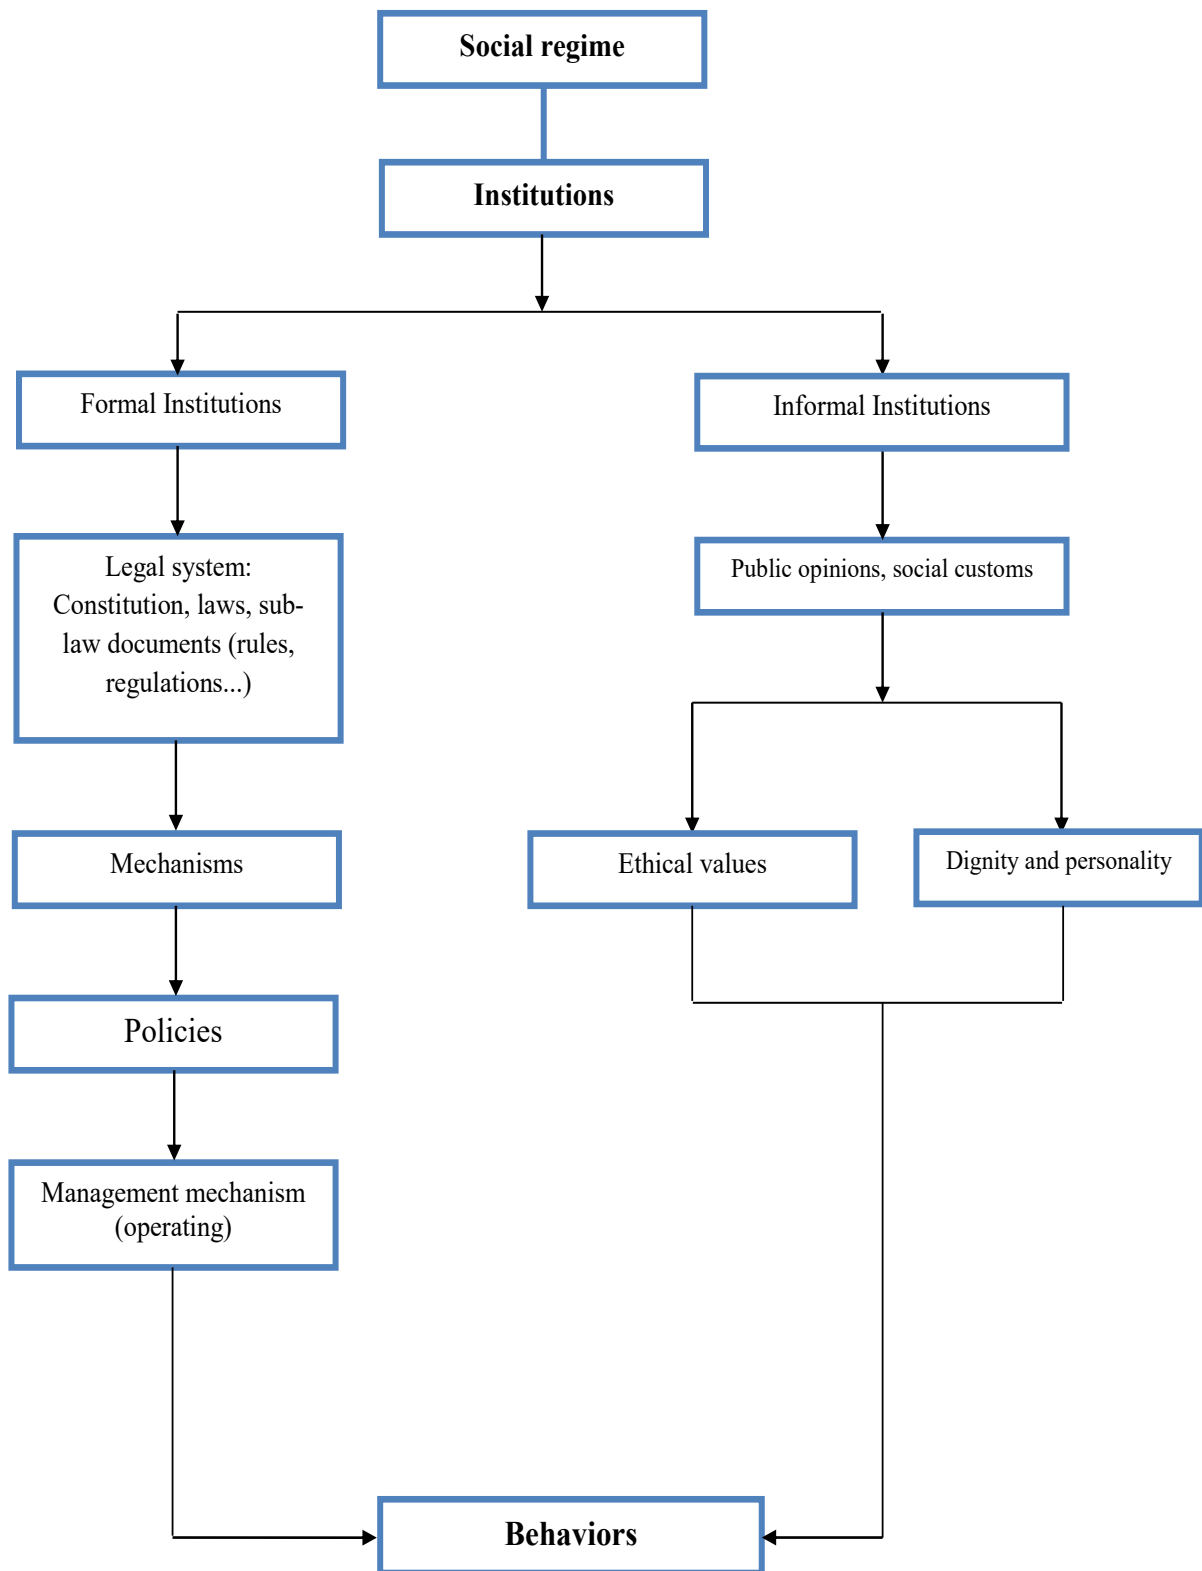 Social regime
Institutions
Formal Institutions
Informal Institutions
Legal system:
Constitution, laws, sub-
law documents (rules,
regulations...)
Public opinions, social customs
Mechanisms
Ethical values
Dignity and personality
Policies
Management mechanism
(operating)
Behaviors